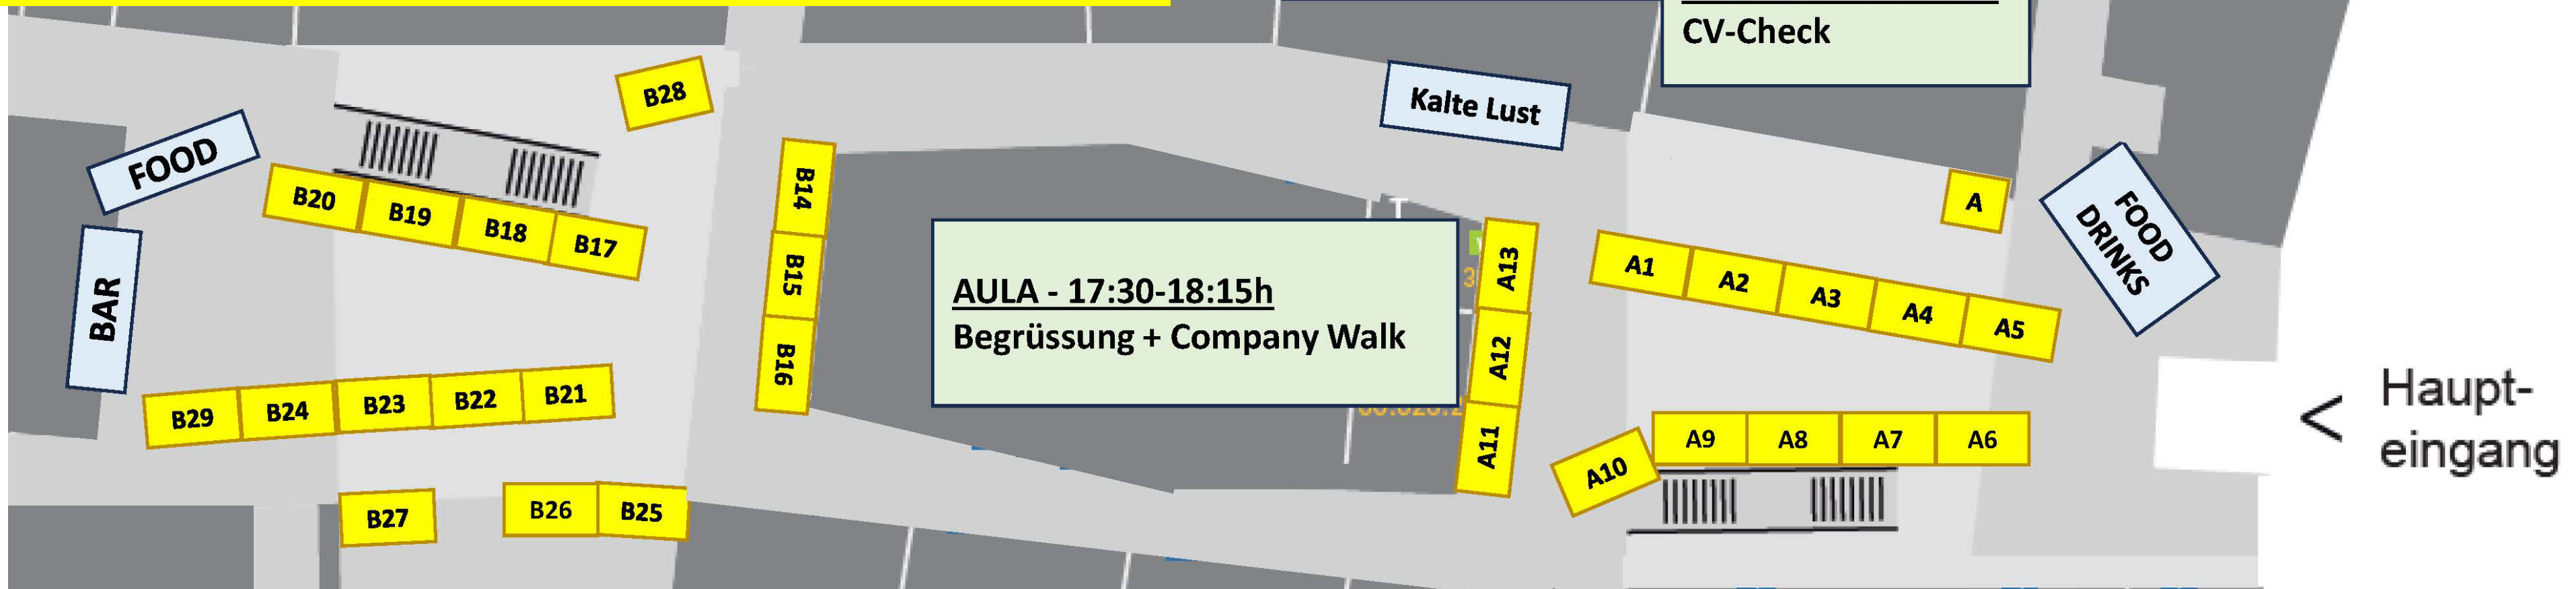 CV-Check
B28
Kalte Lust
FOOD
B20
B19
B18
B17
B14
B15
B16
A
FOOD
DRINKS
BAR
AULA - 17:30-18:15h
Begrüssung + Company Walk
A13
A12
A11
A1
A2
A3
A4
A5
B29
B24
B23
B22
B21
A10
A9
A8
A7
A6
<
Haupt-
eingang
B27
B26
B25